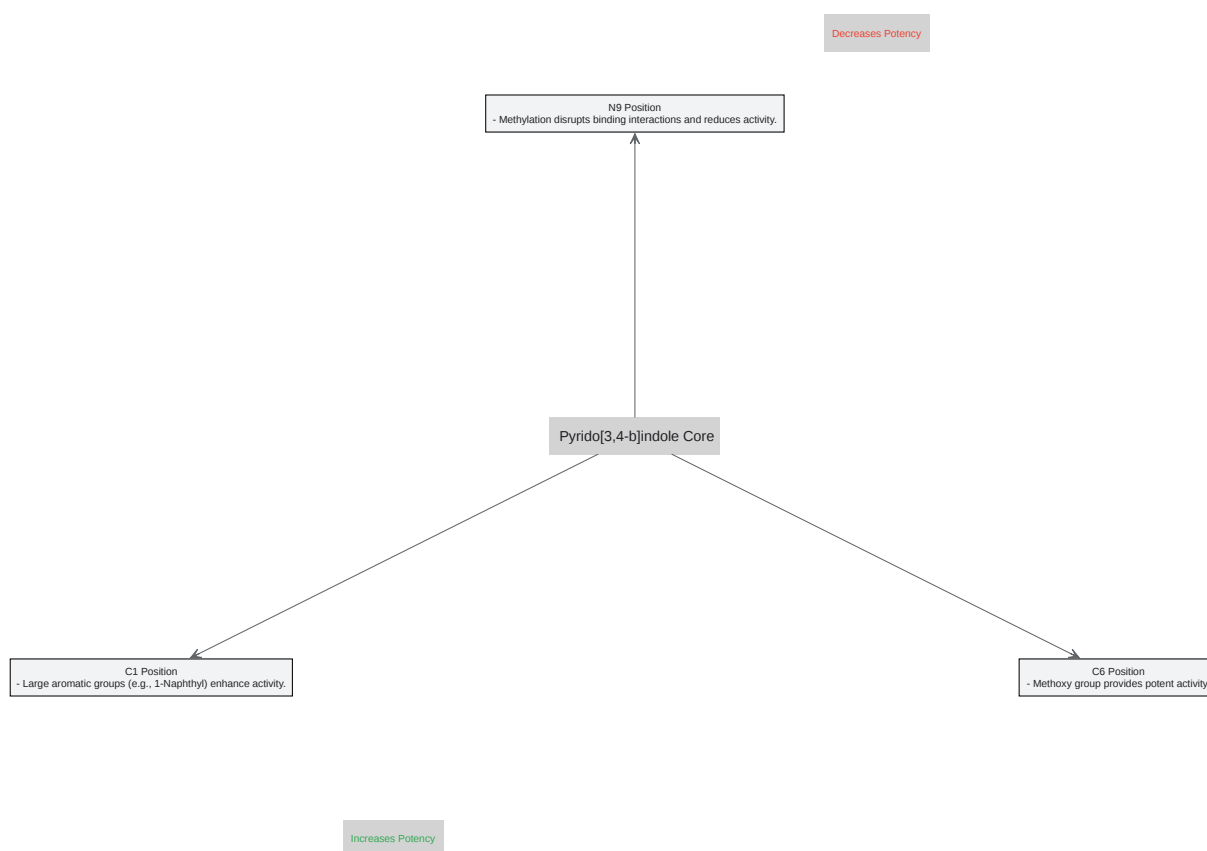 Decreases Potency
N9 Position
- Methylation disrupts binding interactions and reduces activity.
Pyrido[3,4-b]indole Core
C1 Position
- Large aromatic groups (e.g., 1-Naphthyl) enhance activity.
C6 Position
- Methoxy group provides potent activity
Increases Potency